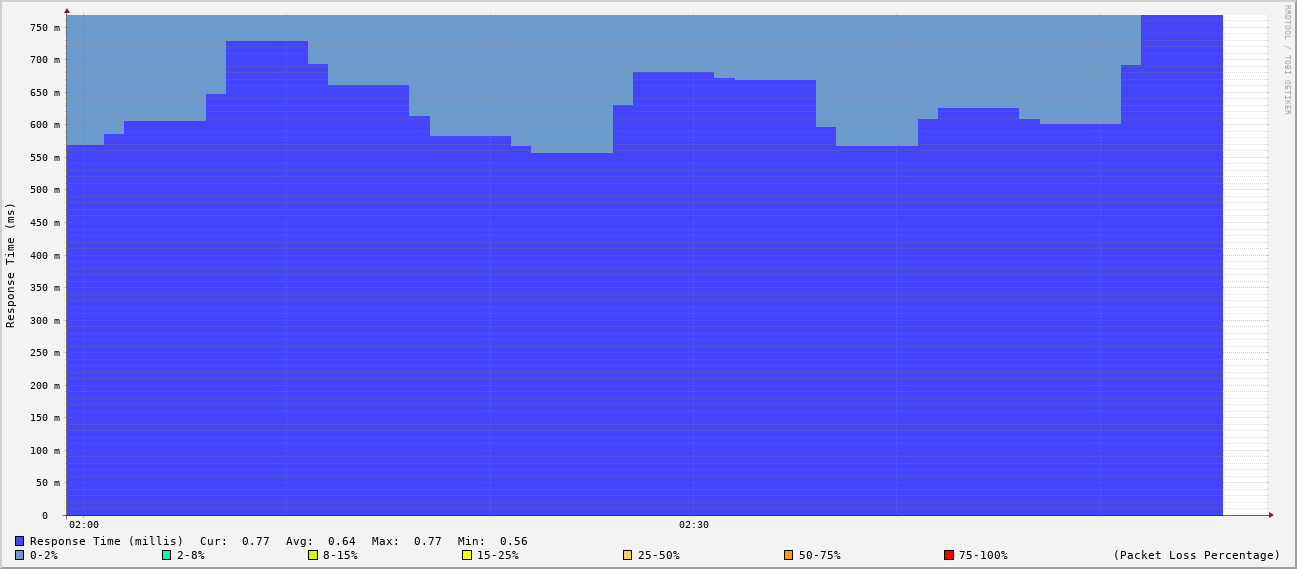 RRDTOOL / TOBI OETIKER
Response Time (ms)
750 m
700 m
650 m
600 m
550 m
500 m
450 m
400 m
350 m
300 m
250 m
200 m
150 m
100 m
50 m
0
02:00 02:30
Response Time (millis) Cur: 0.77 Avg: 0.64 Max: 0.77 Min: 0.56
0-2% 2-8% 8-15% 15-25% 25-50% 50-75% 75-100% (Packet Loss Percentage)